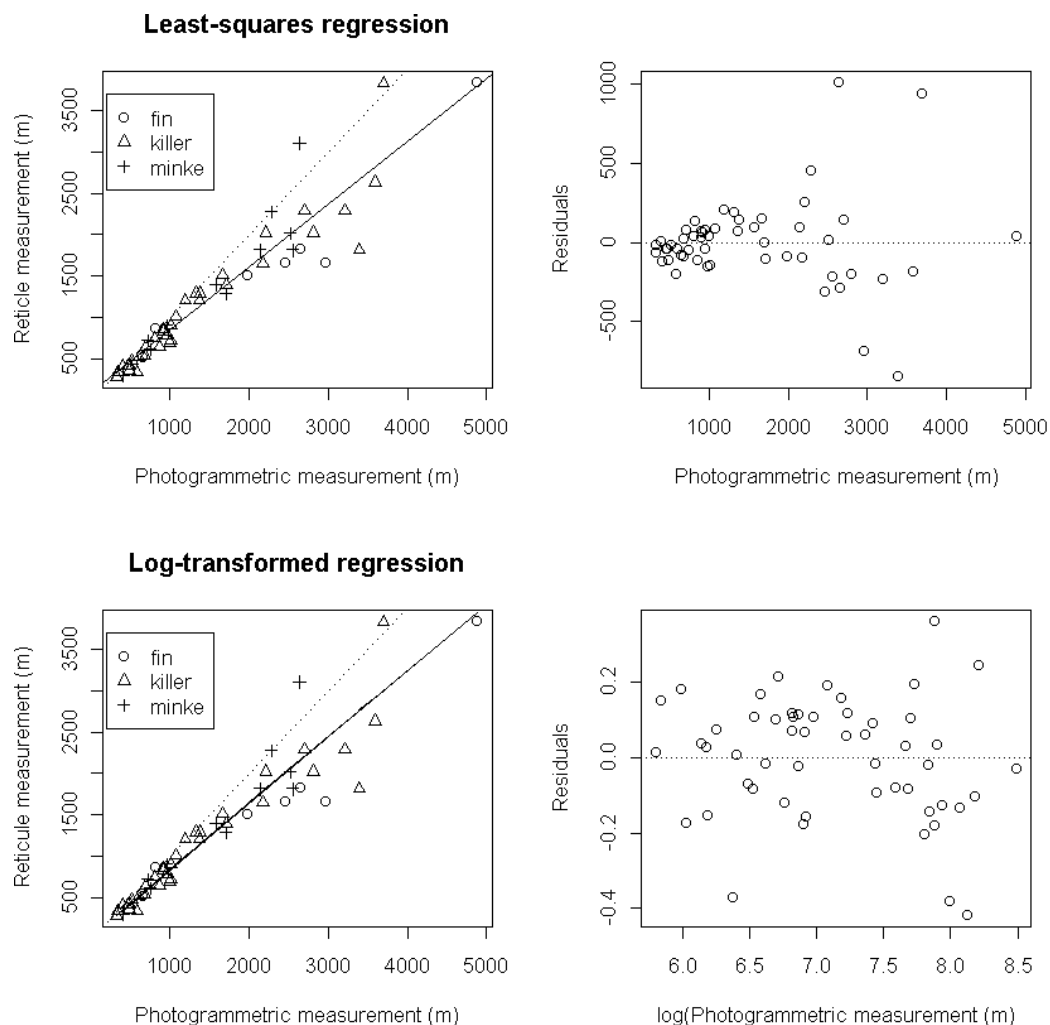 Least-squares regression
Reticle measurement (m)
500
1500
2500
3500
fin
killer
minke
1000
2000
3000
4000
5000
Photogrammetric measurement (m)
Residuals
-500
0
500
1000
1000
2000
3000
4000
5000
Photogrammetric measurement (m)
Log-transformed regression
Reticule measurement (m)
500
1500
2500
3500
fin
killer
minke
1000
2000
3000
4000
5000
Photogrammetric measurement (m)
Residuals
-0.4
-0.2
0.0
0.2
6.0
6.5
7.0
7.5
8.0
8.5
log(Photogrammetric measurement (m)